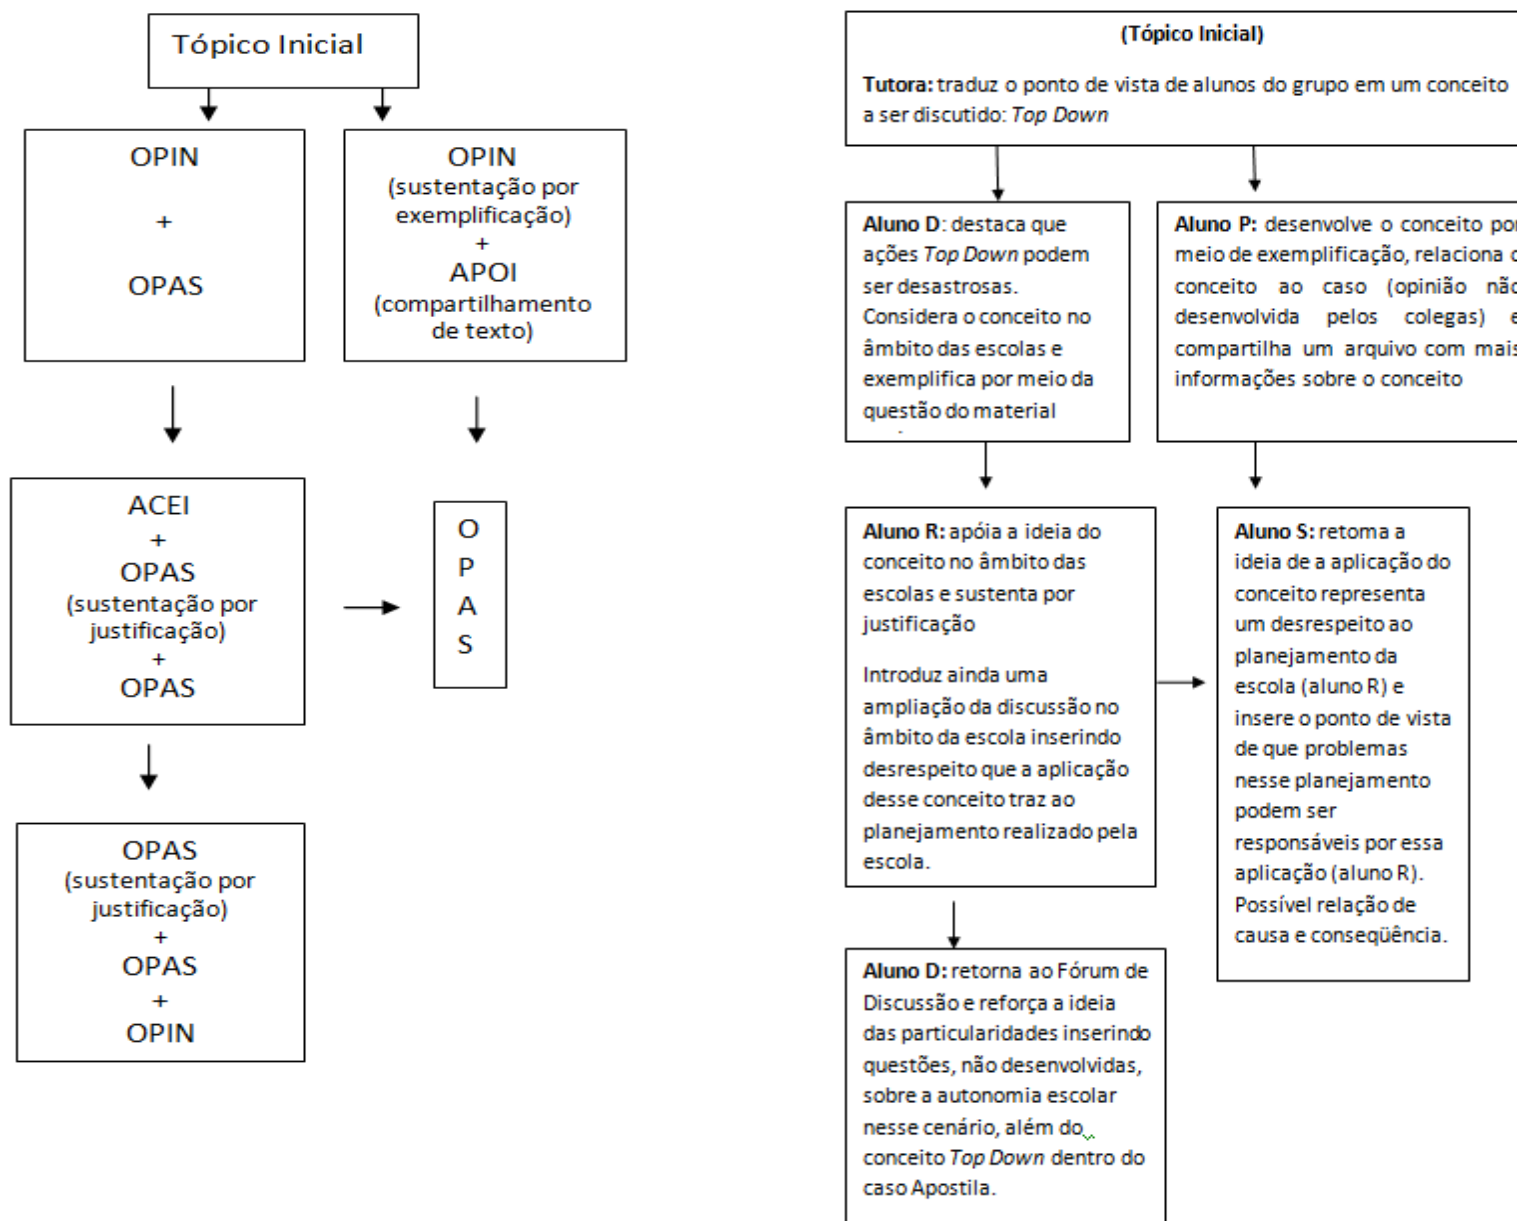 Tópico Inicial
OPIN
+
OPAS
OPIN
(sustentação por
exemplificação)
+
APOI
(compartilhamento
de texto)
ACEI
+
OPAS
(sustentação por
justificação)
+
OPAS
O
P
A
S
OPAS
(sustentação por
justificação)
+
OPAS
+
OPIN
(Tópico Inicial)
Tutora: traduz o ponto de vista de alunos do grupo em um conceito
a ser discutido: Top Down
Aluno D: destaca que
ações Top Down podem
ser desastrosas.
Considera o conceito no
âmbito das escolas e
exemplifica por meio da
questão do material
Aluno P: desenvolve o conceito por
meio de exemplificação, relaciona o
conceito ao caso (opinião não
desenvolvida pelos colegas) e
compartilha um arquivo com mais
informações sobre o conceito
Aluno R: apóia a ideia do
conceito no âmbito das
escolas e sustenta por
justificação
Introduz ainda uma
ampliação da discussão no
âmbito da escola inserindo
desrespeito que a aplicação
desse conceito traz ao
planejamento realizado pela
escola.
Aluno S: retoma a
ideia de a aplicação do
conceito representa
um desrespeito ao
planejamento da
escola (aluno R) e
insere o ponto de vista
de que problemas
nesse planejamento
podem ser
responsáveis por essa
aplicação (aluno R).
Possível relação de
causa e conseqüência.
Aluno D: retorna ao Fórum de
Discussão e reforça a ideia
das particularidades inserindo
questões, não desenvolvidas,
sobre a autonomia escolar
nesse cenário, além do
conceito Top Down dentro do
caso Apostila.